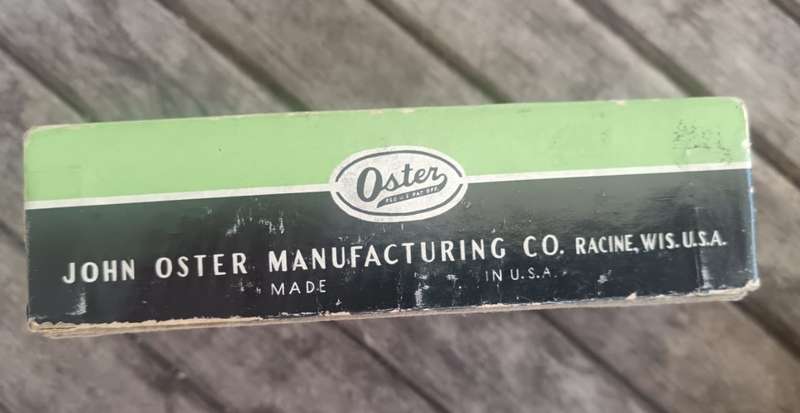 Oster
REG. U.S. PAT. OFF.
JOHN OSTER MANUFACTURING CO. RACINE, WIS. U.S.A.
MADE IN U.S.A.